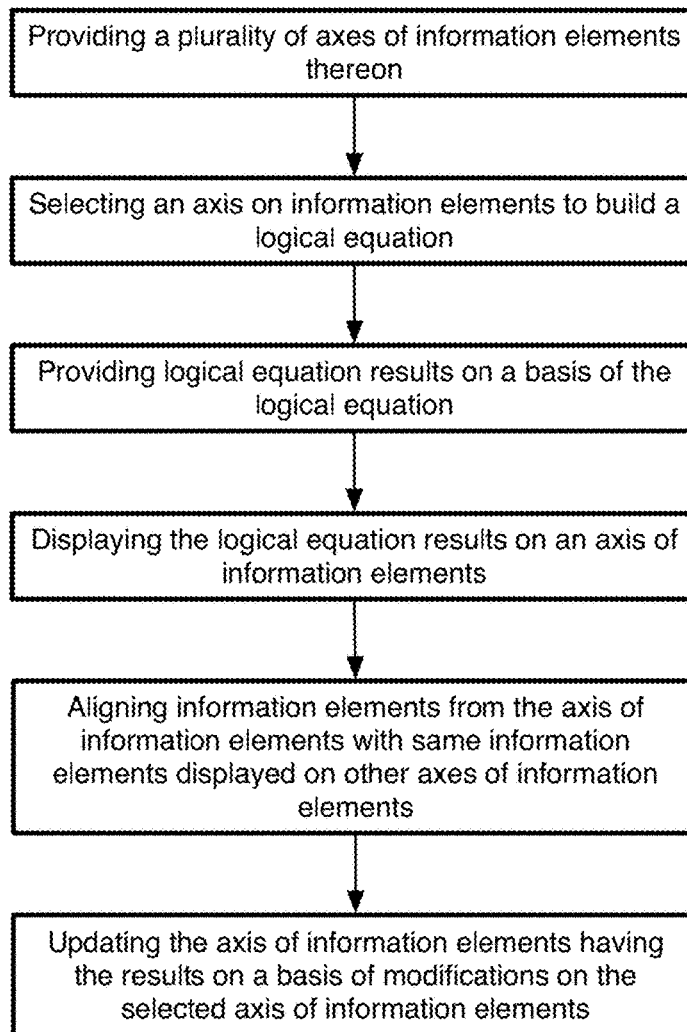 Providing a plurality of axes of information elements
thereon
Selecting an axis on information elements to build a
logical equation
Providing logical equation results on a basis of the
logical equation
Displaying the logical equation results on an axis of
information elements
Aligning information elements from the axis of
information elements with same information
elements displayed on other axes of information
elements
Updating the axis of information elements having
the results on a basis of modifications on the
selected axis of information elements